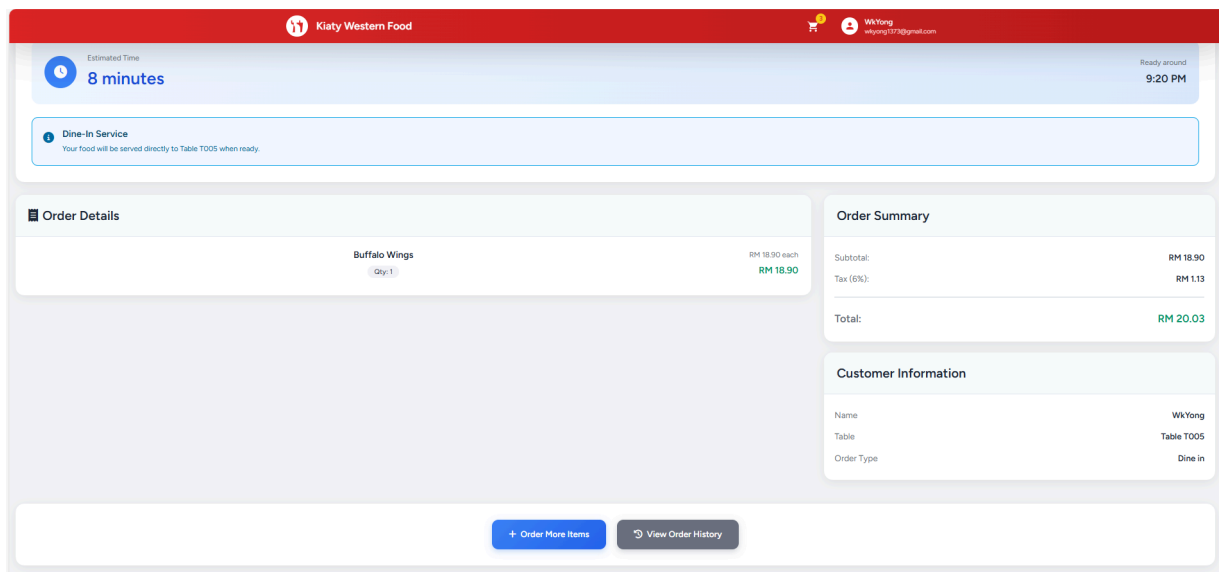 Kiaty Western Food
3
WkYong
wkyong1373@gmail.com
Estimated Time
8 minutes
Ready around
9:20 PM
Dine-In Service
Your food will be served directly to Table T005 when ready.
Order Details
Buffalo Wings
Qty: 1
RM 18.90 each
RM 18.90
Order Summary
Subtotal: RM 18.90
Tax (6%): RM 1.13
Total: RM 20.03
Customer Information
Name WkYong
Table Table T005
Order Type Dine in
+ Order More Items
View Order History